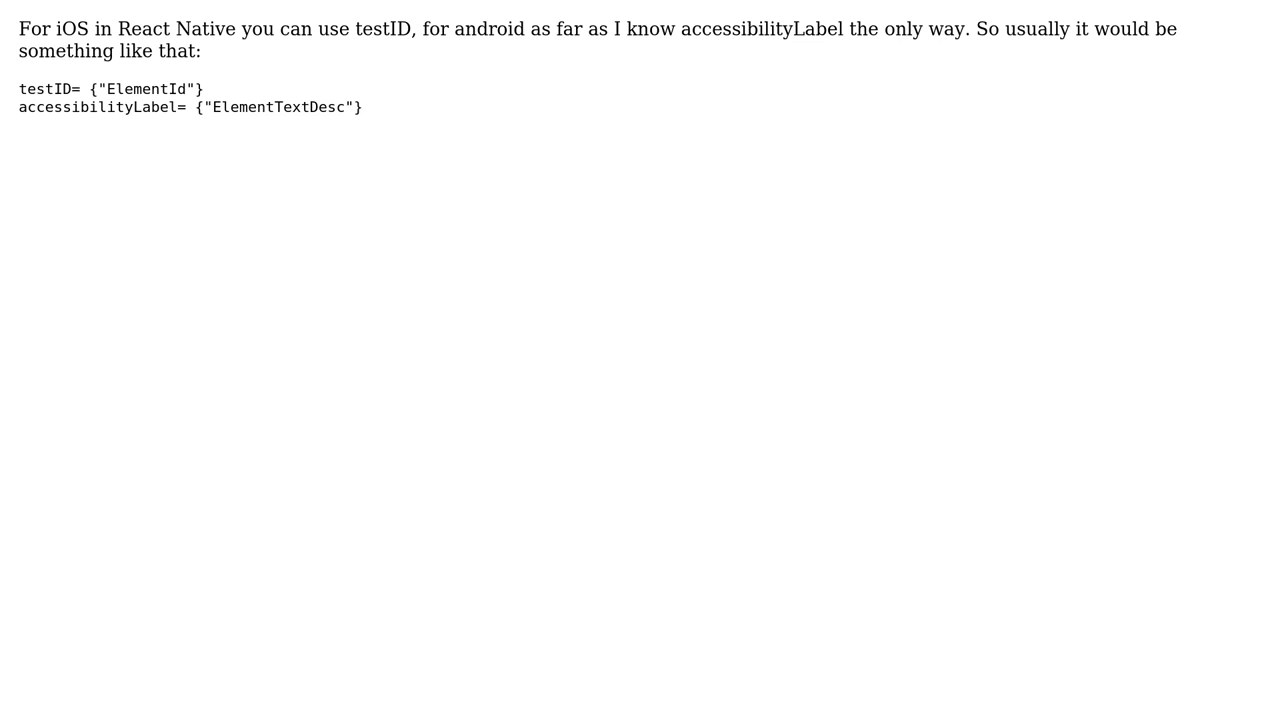 For iOS in React Native you can use testID, for android as far as I know accessibilityLabel the only way. So usually it would be
something like that:
testID= {"ElementId"}
accessibilityLabel= {"ElementTextDesc"}